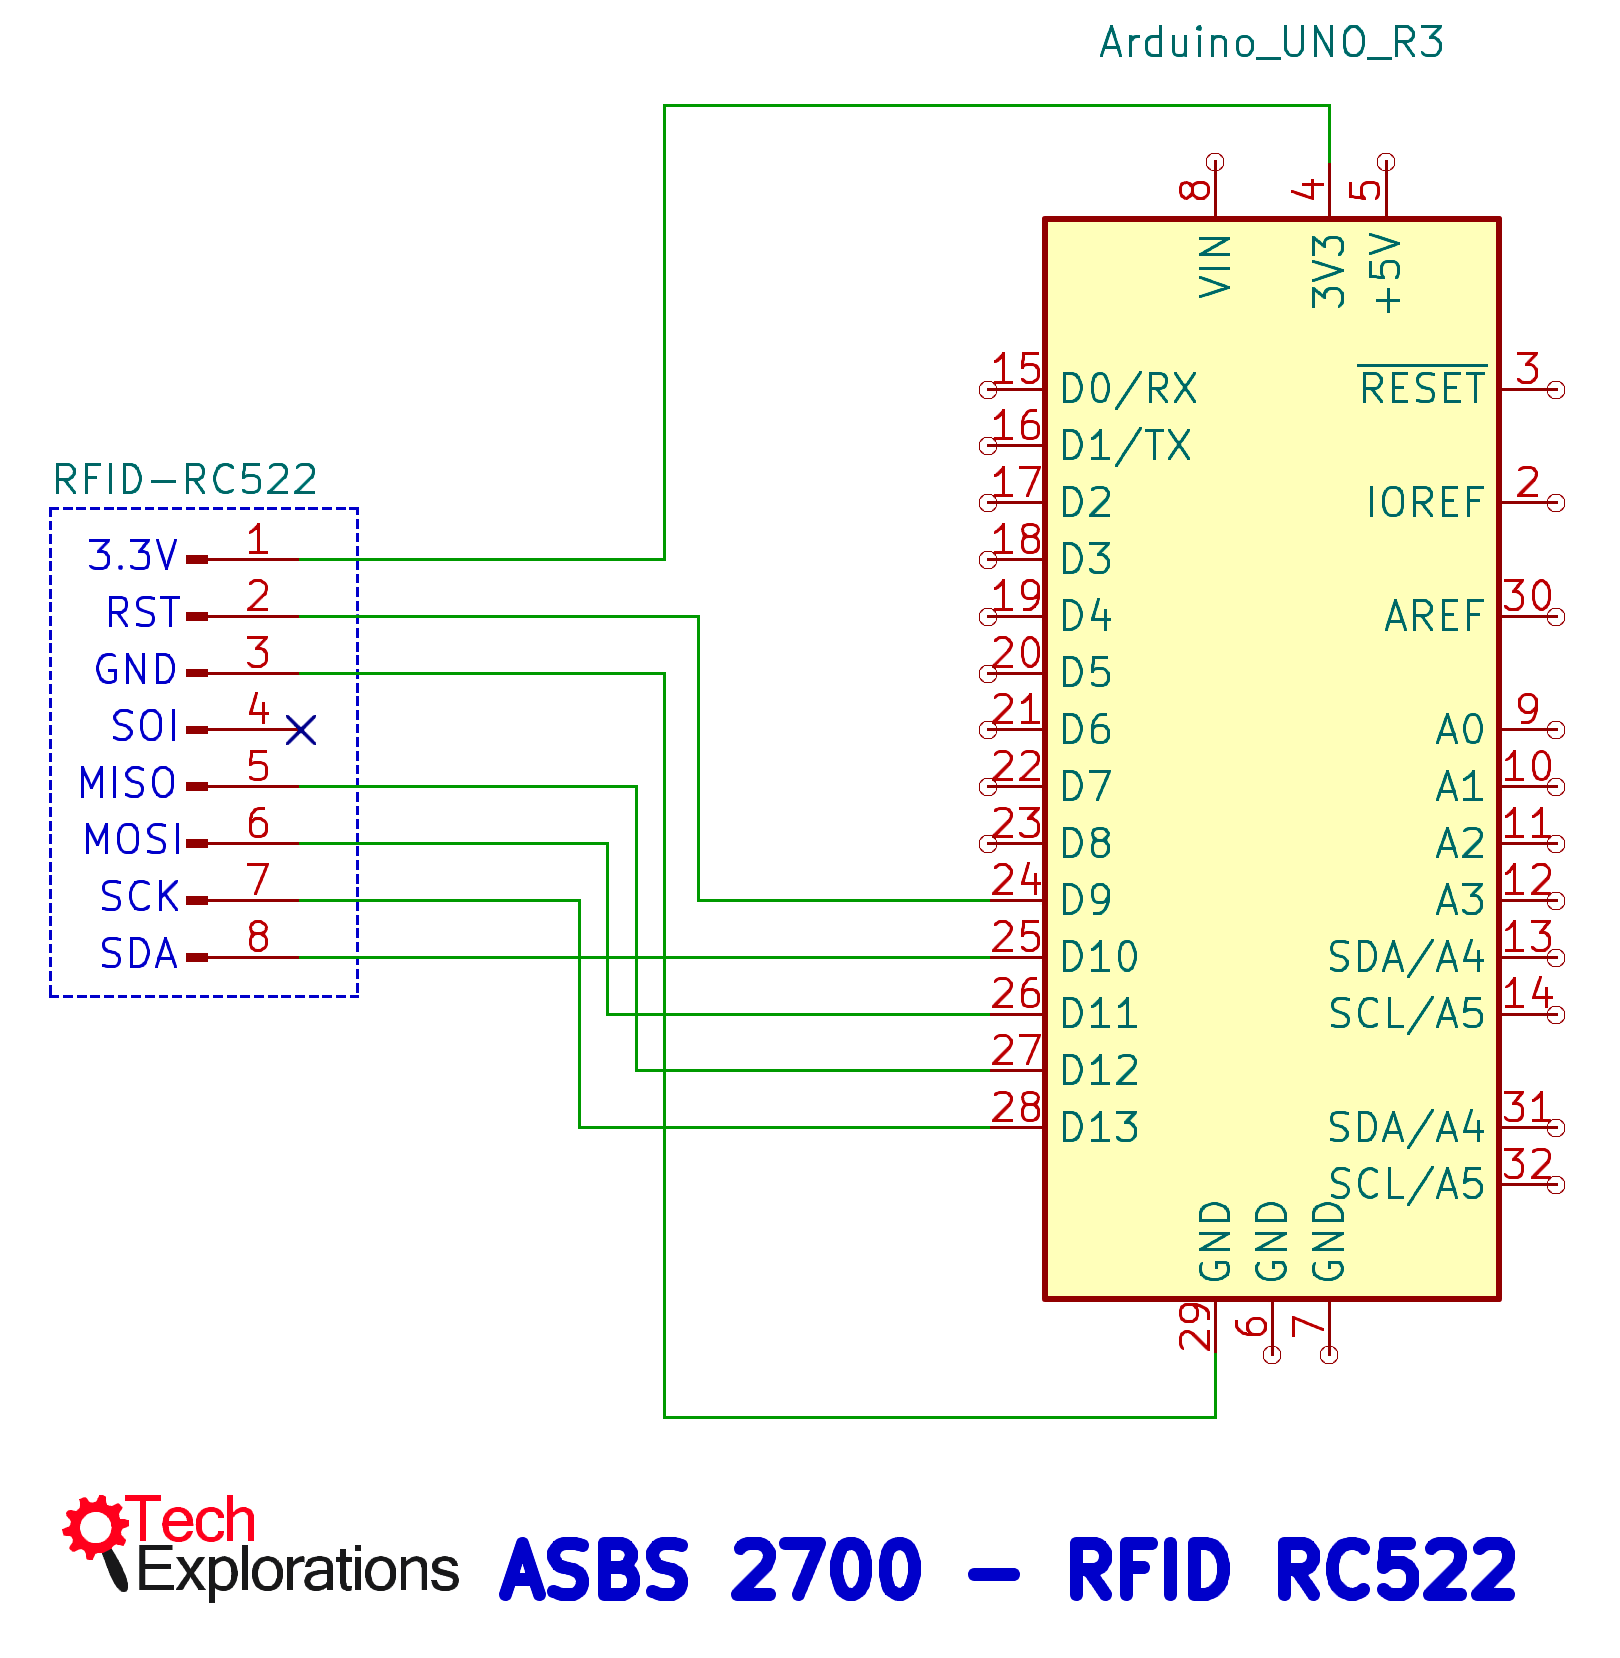 Arduino_UNO_R3
8 4 5
VIN 3V3 +5V
15 D0/RX RESET 3
16 D1/TX
17 D2 IOREF 2
RFID-RC522
3.3V 1 18 D3
RST 2 19 D4 AREF 30
GND 3 20 D5
SOI 4 21 D6 A0 9
MISO 5 22 D7 A1 10
MOSI 6 23 D8 A2 11
SCK 7 24 D9 A3 12
SDA 8 25 D10 SDA/A4 13
26 D11 SCL/A5 14
27 D12
28 D13 SDA/A4 31
SCL/A5 32
GND GND GND
29 6 7
Tech
Explorations
ASBS 2700 - RFID RC522